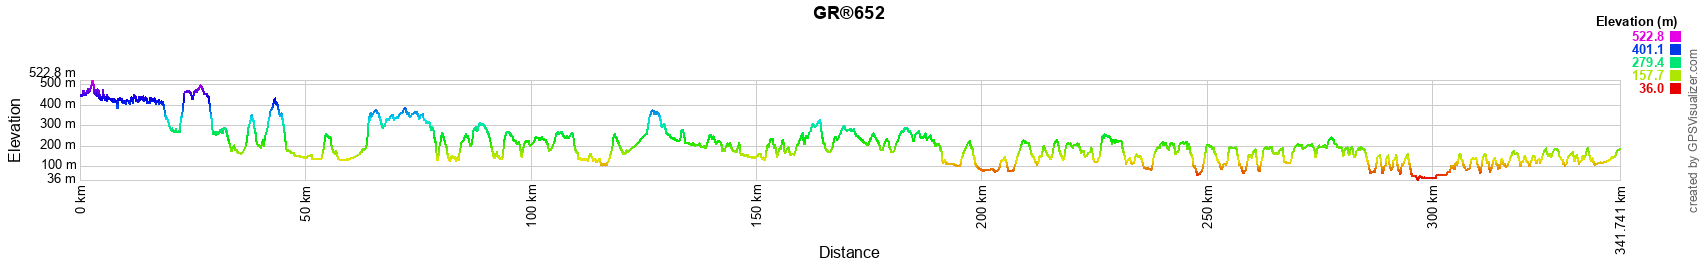 GR®652
Elevation (m)
522.8
401.1
279.4
157.7
36.0
522.8 m
500 m
400 m
300 m
200 m
100 m
36 m
Elevation
0 km
50 km
100 km
150 km
200 km
250 km
300 km
341.741 km
Distance
created by GPSVisualizer.com